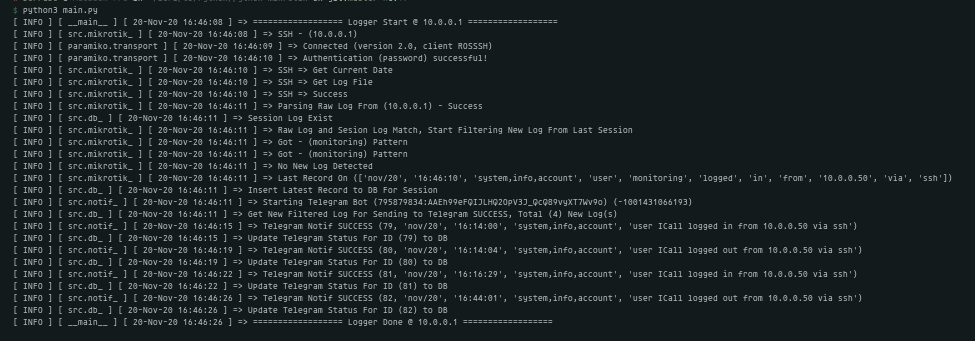 $ python3 main.py
[ INFO ] [ __main__ ] [ 20-Nov-20 16:46:08 ] => ================== Logger Start @ 10.0.0.1 ==================
[ INFO ] [ src.mikrotik_ ] [ 20-Nov-20 16:46:08 ] => SSH - (10.0.0.1)
[ INFO ] [ paramiko.transport ] [ 20-Nov-20 16:46:09 ] => Connected (version 2.0, client ROSSSH)
[ INFO ] [ paramiko.transport ] [ 20-Nov-20 16:46:10 ] => Authentication (password) successful!
[ INFO ] [ src.mikrotik_ ] [ 20-Nov-20 16:46:10 ] => SSH => Get Current Date
[ INFO ] [ src.mikrotik_ ] [ 20-Nov-20 16:46:10 ] => SSH => Get Log File
[ INFO ] [ src.mikrotik_ ] [ 20-Nov-20 16:46:10 ] => SSH => Success
[ INFO ] [ src.mikrotik_ ] [ 20-Nov-20 16:46:11 ] => Parsing Raw Log From (10.0.0.1) - Success
[ INFO ] [ src.db_ ] [ 20-Nov-20 16:46:11 ] => Session Log Exist
[ INFO ] [ src.mikrotik_ ] [ 20-Nov-20 16:46:11 ] => Raw Log and Sesion Log Match, Start Filtering New Log From Last Session
[ INFO ] [ src.mikrotik_ ] [ 20-Nov-20 16:46:11 ] => Got - (monitoring) Pattern
[ INFO ] [ src.mikrotik_ ] [ 20-Nov-20 16:46:11 ] => Got - (monitoring) Pattern
[ INFO ] [ src.mikrotik_ ] [ 20-Nov-20 16:46:11 ] => No New Log Detected
[ INFO ] [ src.mikrotik_ ] [ 20-Nov-20 16:46:11 ] => Last Record On (['nov/20', '16:46:10', 'system,info,account', 'user', 'monitoring', 'logged', 'in', 'from', '10.0.0.50', 'via', 'ssh'])
[ INFO ] [ src.db_ ] [ 20-Nov-20 16:46:11 ] => Insert Latest Record to DB For Session
[ INFO ] [ src.notif_ ] [ 20-Nov-20 16:46:11 ] => Starting Telegram Bot (-1001431066193)
[ INFO ] [ src.db_ ] [ 20-Nov-20 16:46:11 ] => Get New Filtered Log For Sending to Telegram SUCCESS, Total (4) New Log(s)
[ INFO ] [ src.notif_ ] [ 20-Nov-20 16:46:15 ] => Telegram Notif SUCCESS (79, 'nov/20', '16:14:00', 'system,info,account', 'user ICall logged in from 10.0.0.50 via ssh')
[ INFO ] [ src.db_ ] [ 20-Nov-20 16:46:15 ] => Update Telegram Status For ID (79) to DB
[ INFO ] [ src.notif_ ] [ 20-Nov-20 16:46:19 ] => Telegram Notif SUCCESS (80, 'nov/20', '16:14:04', 'system,info,account', 'user ICall logged out from 10.0.0.50 via ssh')
[ INFO ] [ src.db_ ] [ 20-Nov-20 16:46:19 ] => Update Telegram Status For ID (80) to DB
[ INFO ] [ src.notif_ ] [ 20-Nov-20 16:46:22 ] => Telegram Notif SUCCESS (81, 'nov/20', '16:16:29', 'system,info,account', 'user ICall logged in from 10.0.0.50 via ssh')
[ INFO ] [ src.db_ ] [ 20-Nov-20 16:46:22 ] => Update Telegram Status For ID (81) to DB
[ INFO ] [ src.notif_ ] [ 20-Nov-20 16:46:26 ] => Telegram Notif SUCCESS (82, 'nov/20', '16:44:01', 'system,info,account', 'user ICall logged out from 10.0.0.50 via ssh')
[ INFO ] [ src.db_ ] [ 20-Nov-20 16:46:26 ] => Update Telegram Status For ID (82) to DB
[ INFO ] [ __main__ ] [ 20-Nov-20 16:46:26 ] => ================== Logger Done @ 10.0.0.1 ==================